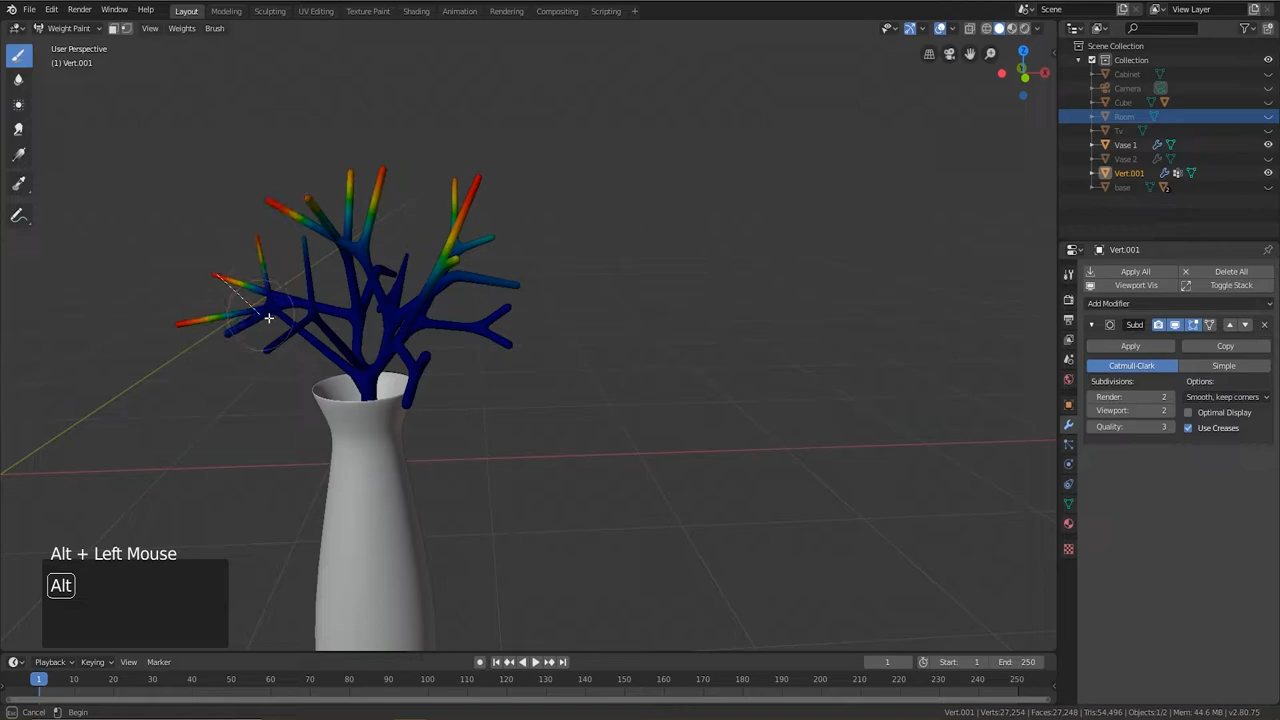 File Edit Render Window Help Layout Modeling Sculpting UV Editing Texture Paint Shading Animation Rendering Compositing Scripting + Scene View Layer
Weight Paint View Weights Brush
User Perspective
(1) Vert.001
Z
X
Scene Collection
Collection
Cabinet
Camera
Cube
Room
Tv
Vase 1
Vase 2
Vert.001
base
Vert.001
Apply All Delete All
Viewport Vis Toggle Stack
Add Modifier
Subd
Apply Copy
Catmull-Clark Simple
Subdivisions: Options:
Render: 2 Smooth, keep corners
Viewport: 2 Optimal Display
Quality: 3 Use Creases
Alt + Left Mouse
Alt
Playback Keying View Marker 1 Start: 1 End: 250
1 10 20 30 40 50 60 70 80 90 100 110 120 130 140 150 160 170 180 190 200 210 220 230 240 250
Cancel Begin Vert.001 | Verts:27,254 | Faces:27,248 | Tris:54,496 | Objects:1/2 | Mem: 44.6 MB | v2.80.75